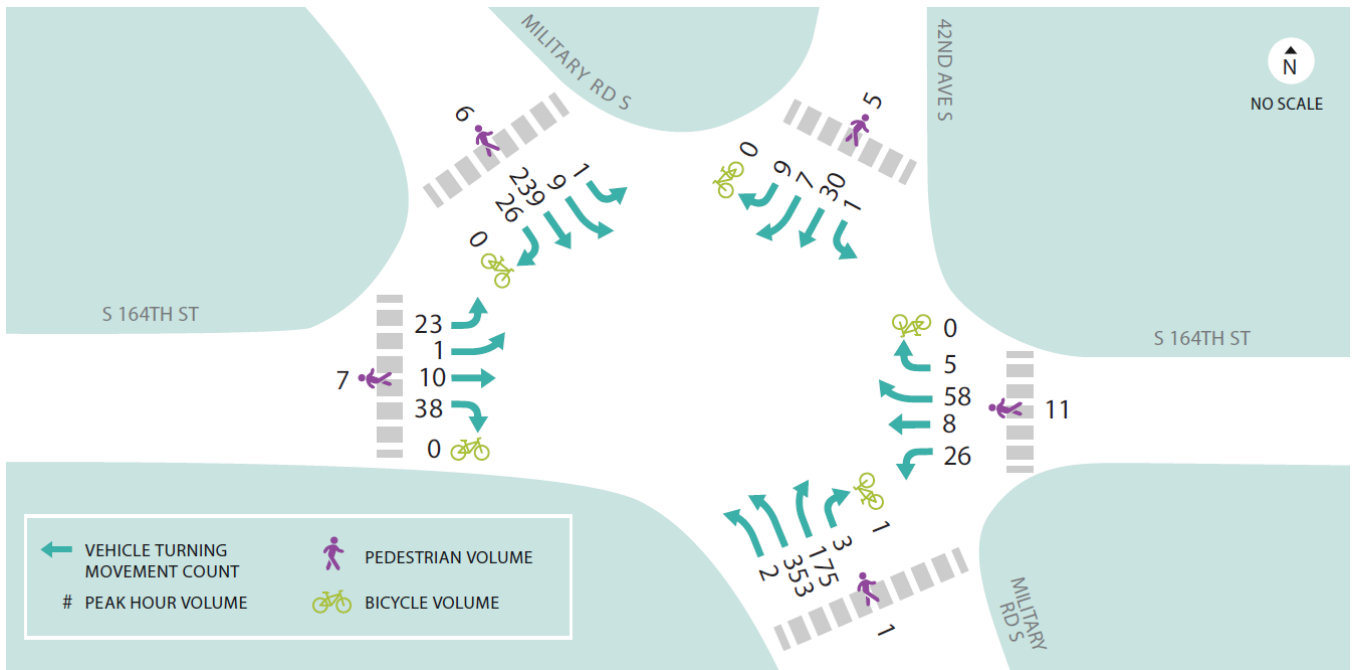 MILITARY RD S
42ND AVE S
N
NO SCALE
6
5
0
9
7
30
1
239
9
1
26
0
S 164TH ST
23
1
10
38
0
7
0
5
58
8
26
11
S 164TH ST
2
353
175
3
1
1
MILITARY
RD S
VEHICLE TURNING
MOVEMENT COUNT
# PEAK HOUR VOLUME
PEDESTRIAN VOLUME
BICYCLE VOLUME